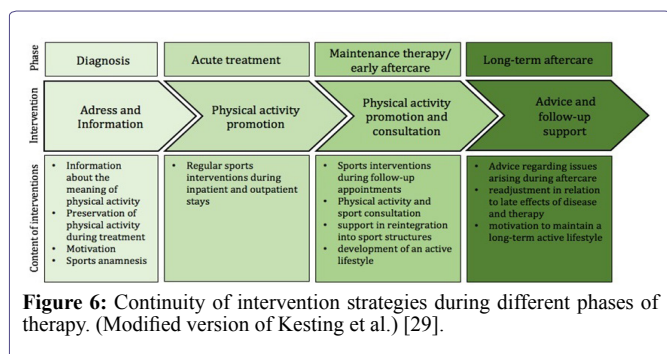 Phase
Diagnosis
Acute treatment
Maintenance therapy/
early aftercare
Long-term aftercare
Intervention
Adress and
Information
Physical activity
promotion
Physical activity
promotion and
consultation
Advice and
follow-up
support
Content of interventions
• Information
about the
meaning of
physical activity
• Preservation of
physical activity
during treatment
• Motivation
• Sports anamnesis
• Regular sports
interventions during
inpatient and outpatient
stays
• Sports interventions
during follow-up
appointments
• Physical activity and
sport consultation
• support in reintegration
into sport structures
• development of an active
lifestyle
• Advice regarding issues
arising during aftercare
• readjustment in relation
to late effects of disease
and therapy
• motivation to maintain a
long-term active lifestyle
Figure 6: Continuity of intervention strategies during different phases of
therapy. (Modified version of Kesting et al.) [29].